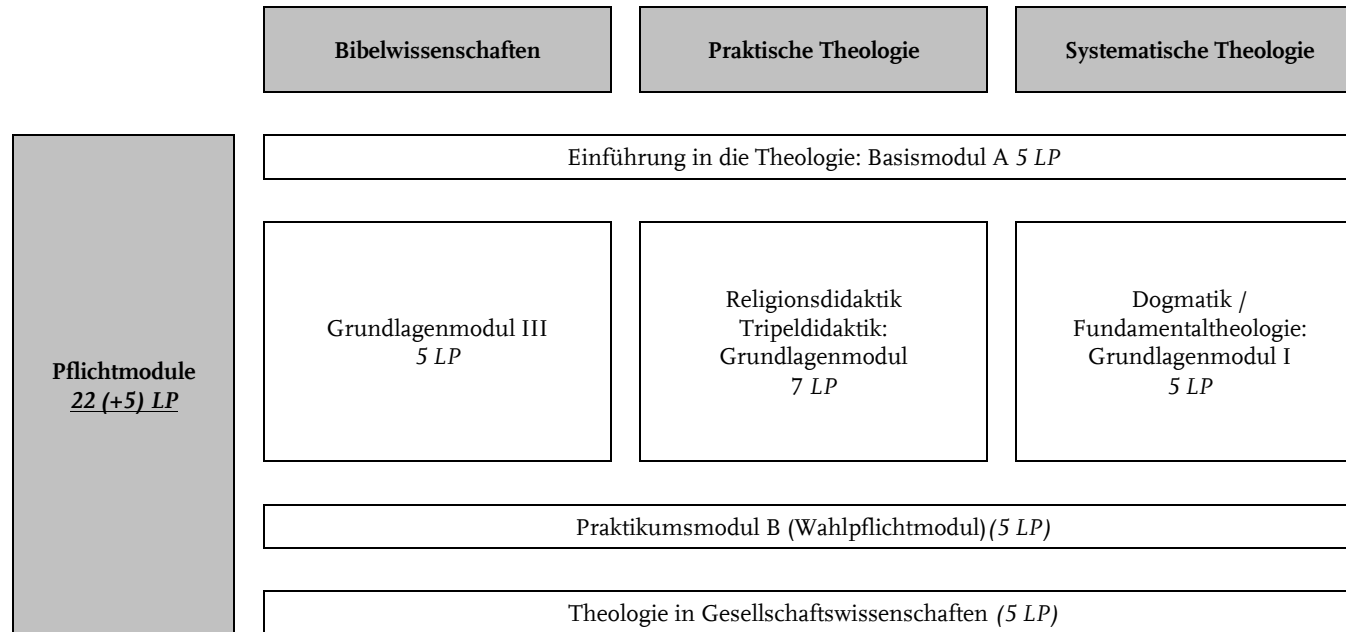 Bibelwissenschaften
Praktische Theologie
Systematische Theologie
Einführung in die Theologie: Basismodul A 5 LP
Pflichtmodule
22 (+5) LP
Grundlagenmodul III
5 LP
Religionsdidaktik
Tripeldidaktik:
Grundlagenmodul
7 LP
Dogmatik /
Fundamentaltheologie:
Grundlagenmodul I
5 LP
Praktikumsmodul B (Wahlpflichtmodul)(5 LP)
Theologie in Gesellschaftswissenschaften (5 LP)